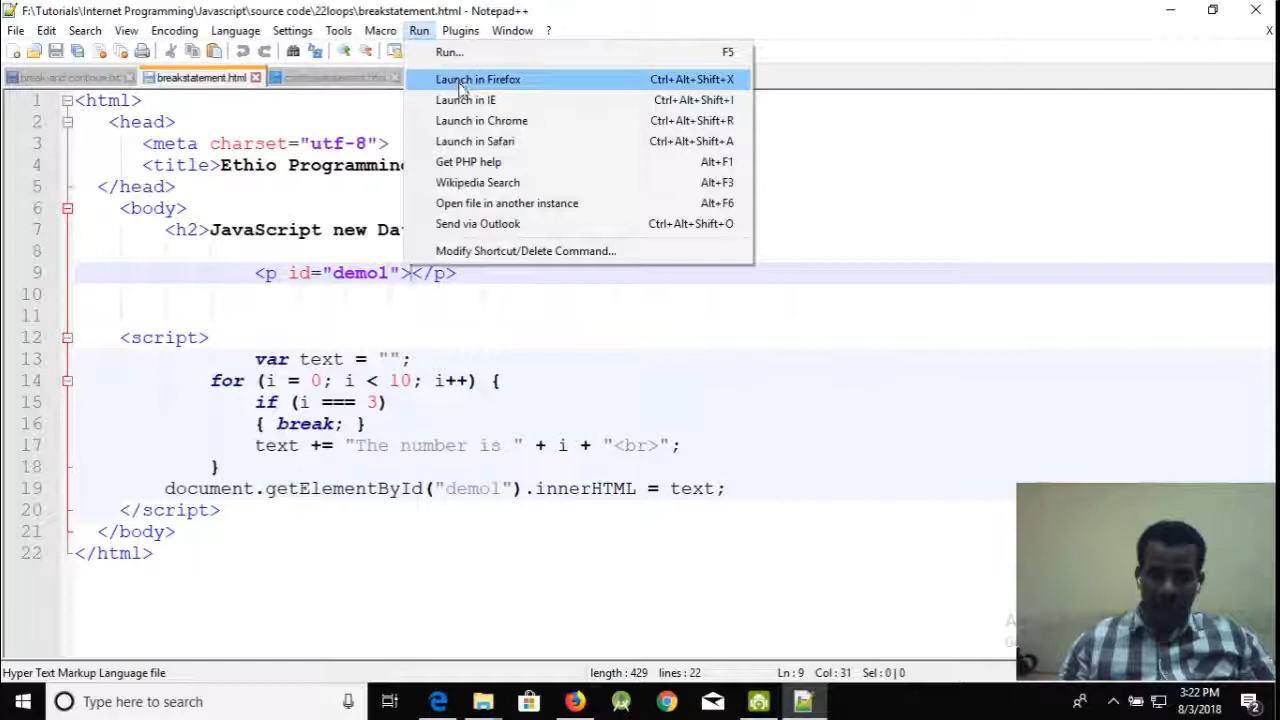 F:\Tutorials\Internet Programming\Javascript\source code\22loops\breakstatement.html - Notepad++
File Edit Search View Encoding Language Settings Tools Macro Run Plugins Window ?
breakstatement.html
Run... F5
Launch in Firefox Ctrl+Alt+Shift+X
Launch in IE Ctrl+Alt+Shift+I
Launch in Chrome Ctrl+Alt+Shift+R
Launch in Safari Ctrl+Alt+Shift+A
Get PHP help Alt+F1
Wikipedia Search Alt+F3
Open file in another instance Alt+F6
Send via Outlook Ctrl+Alt+Shift+O
Modify Shortcut/Delete Command...
1 <html>
2 <head>
3 <meta charset="utf-8">
4 <title>Ethio Programming
5 </head>
6 <body>
7 <h2>JavaScript new Da
8
9 <p id="demo1"></p>
10
11
12 <script>
13 var text = "";
14 for (i = 0; i < 10; i++) {
15 if (i === 3)
16 { break; }
17 text += "The number is " + i + "<br>";
18 }
19 document.getElementById("demo1").innerHTML = text;
20 </script>
21 </body>
22 </html>
Hyper Text Markup Language file length : 429 lines : 22 Ln : 9 Col : 31 Sel : 0 | 0
Type here to search
3:22 PM
8/3/2018
2